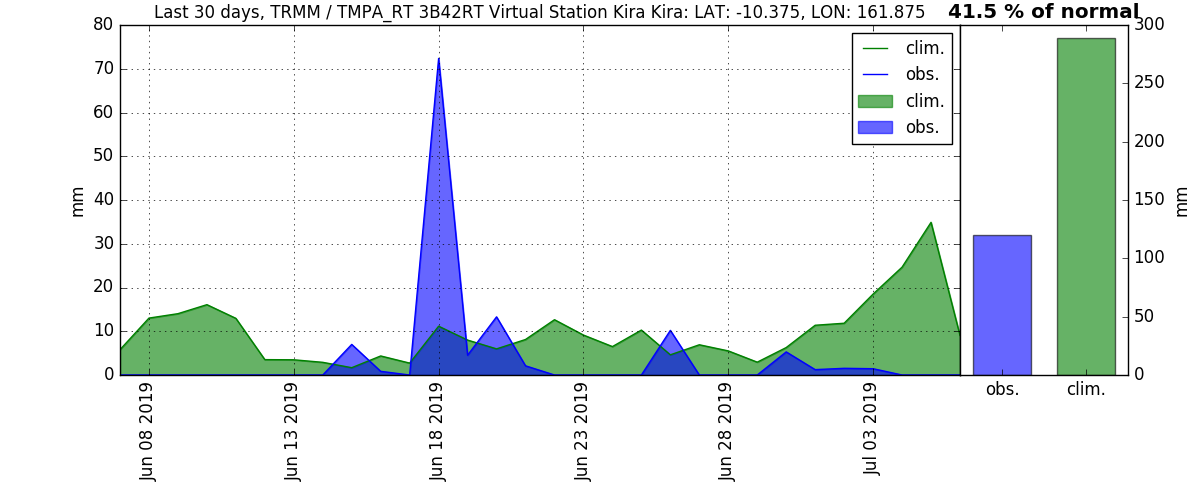 Last 30 days, TRMM / TMPA_RT 3B42RT Virtual Station Kira Kira: LAT: -10.375, LON: 161.875
41.5 % of normal
80
70
60
50
40
30
20
10
0
mm
clim.
obs.
clim.
obs.
Jun 08 2019
Jun 13 2019
Jun 18 2019
Jun 23 2019
Jun 28 2019
Jul 03 2019
300
250
200
150
100
50
0
mm
obs.
clim.